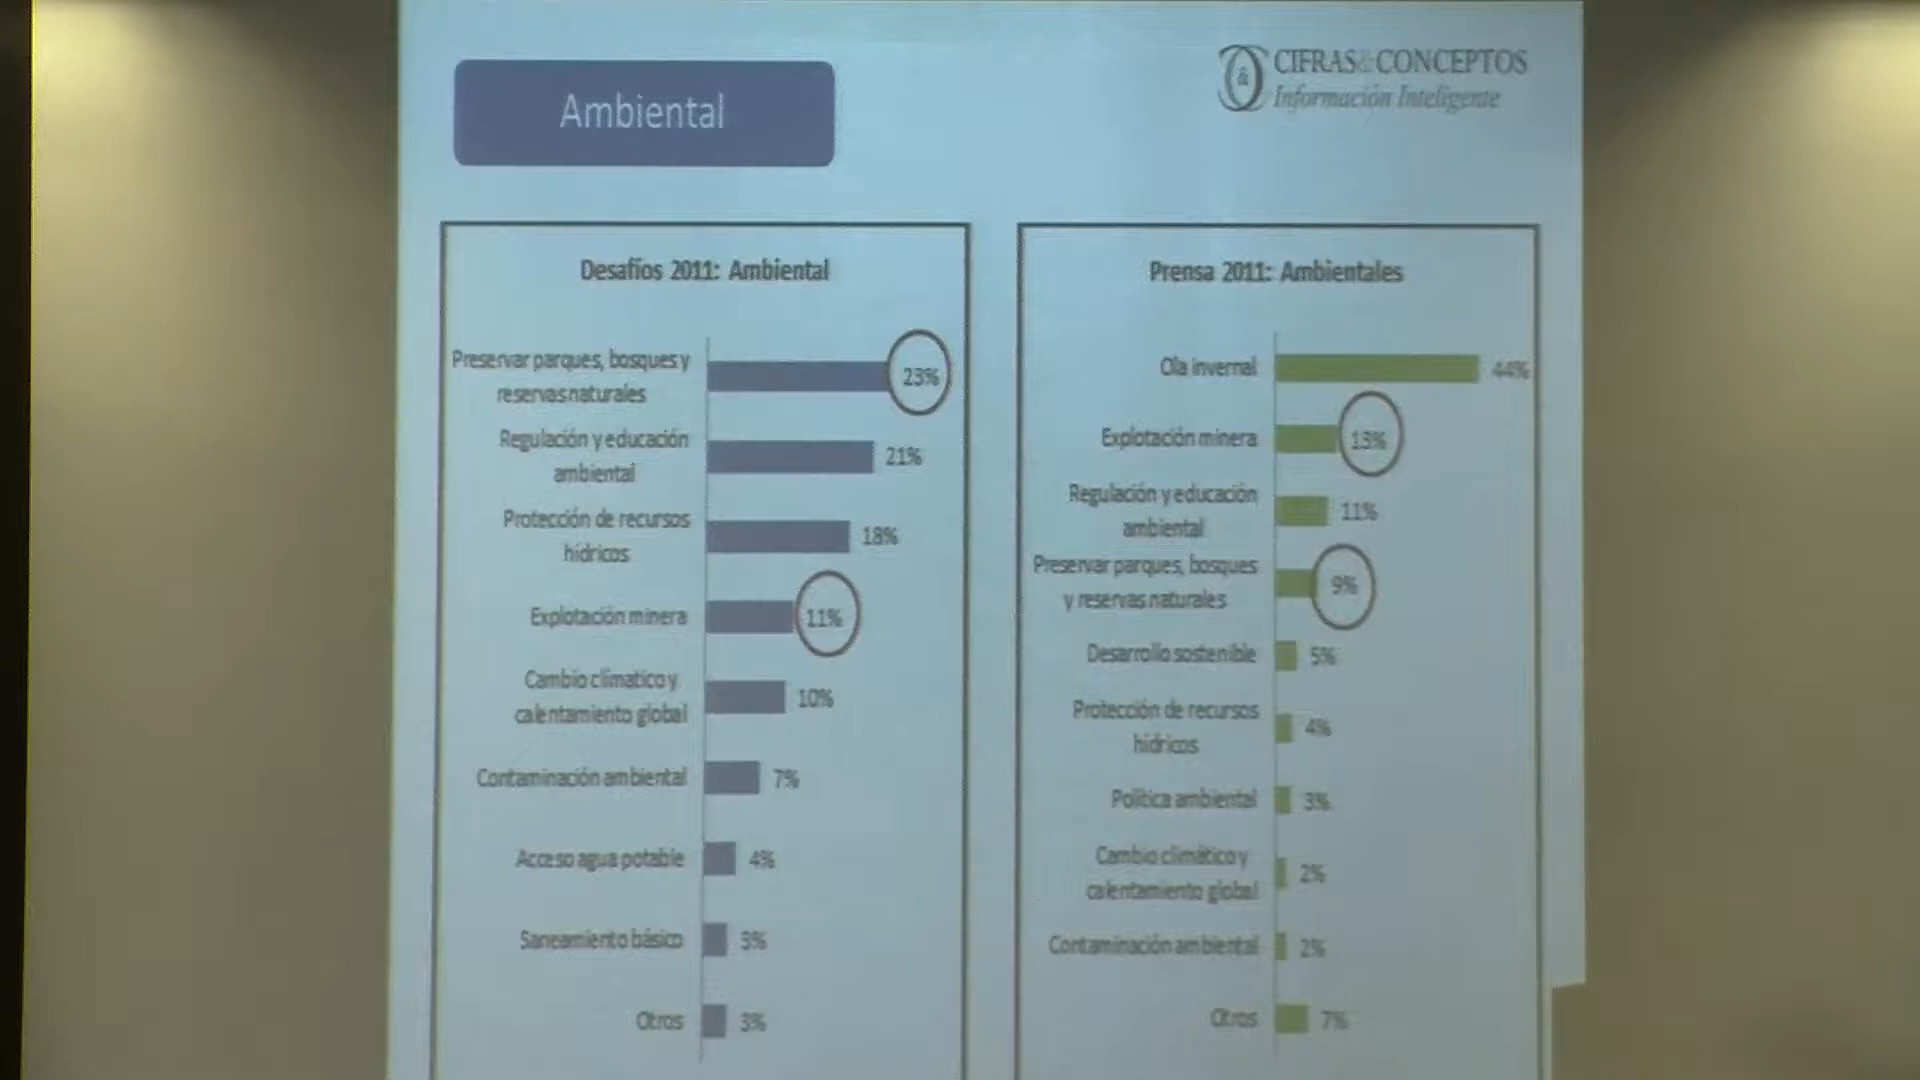 Ambiental
CIFRAS&CONCEPTOS
Información Inteligente
Desafíos 2011: Ambiental
Preservar parques, bosques y
reservas naturales
23%
Regulación y educación
ambiental
21%
Protección de recursos
hídricos
18%
Explotación minera
11%
Cambio climatico y
calentamiento global
10%
Contaminación ambiental
7%
Acceso agua potable
4%
Saneamiento básico
3%
Otros
3%
Prensa 2011: Ambientales
Ola invernal
44%
Explotación minera
13%
Regulación y educación
ambiental
11%
Preservar parques, bosques
y reservas naturales
9%
Desarrollo sostenible
5%
Protección de recursos
hídricos
4%
Política ambiental
3%
Cambio climático y
calentamiento global
2%
Contaminación ambiental
2%
Otros
7%